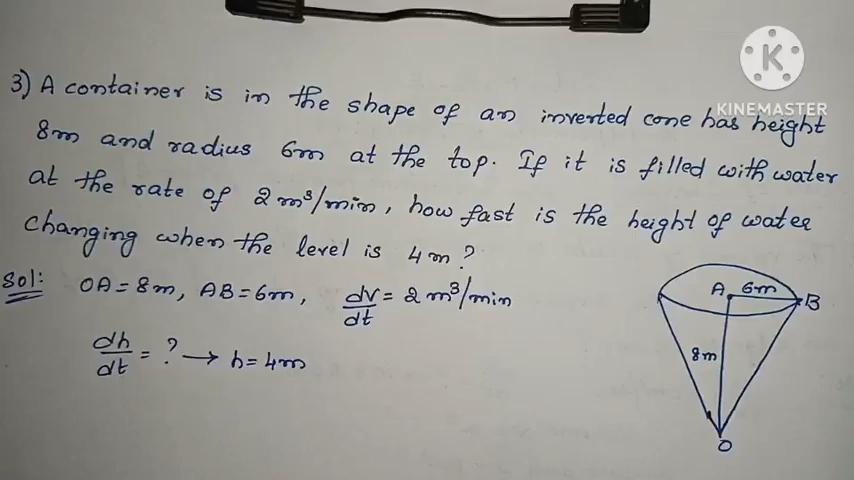 K
KINEMASTER
3) A container is in the shape of an inverted cone has height
8m and radius 6m at the top. If it is filled with water
at the rate of 2 m³/min, how fast is the height of water
changing when the level is 4m?
Sol: OA = 8m, AB = 6m, dv/dt = 2 m³/min
dh/dt = ? → h = 4m
A 6m B
8m
O